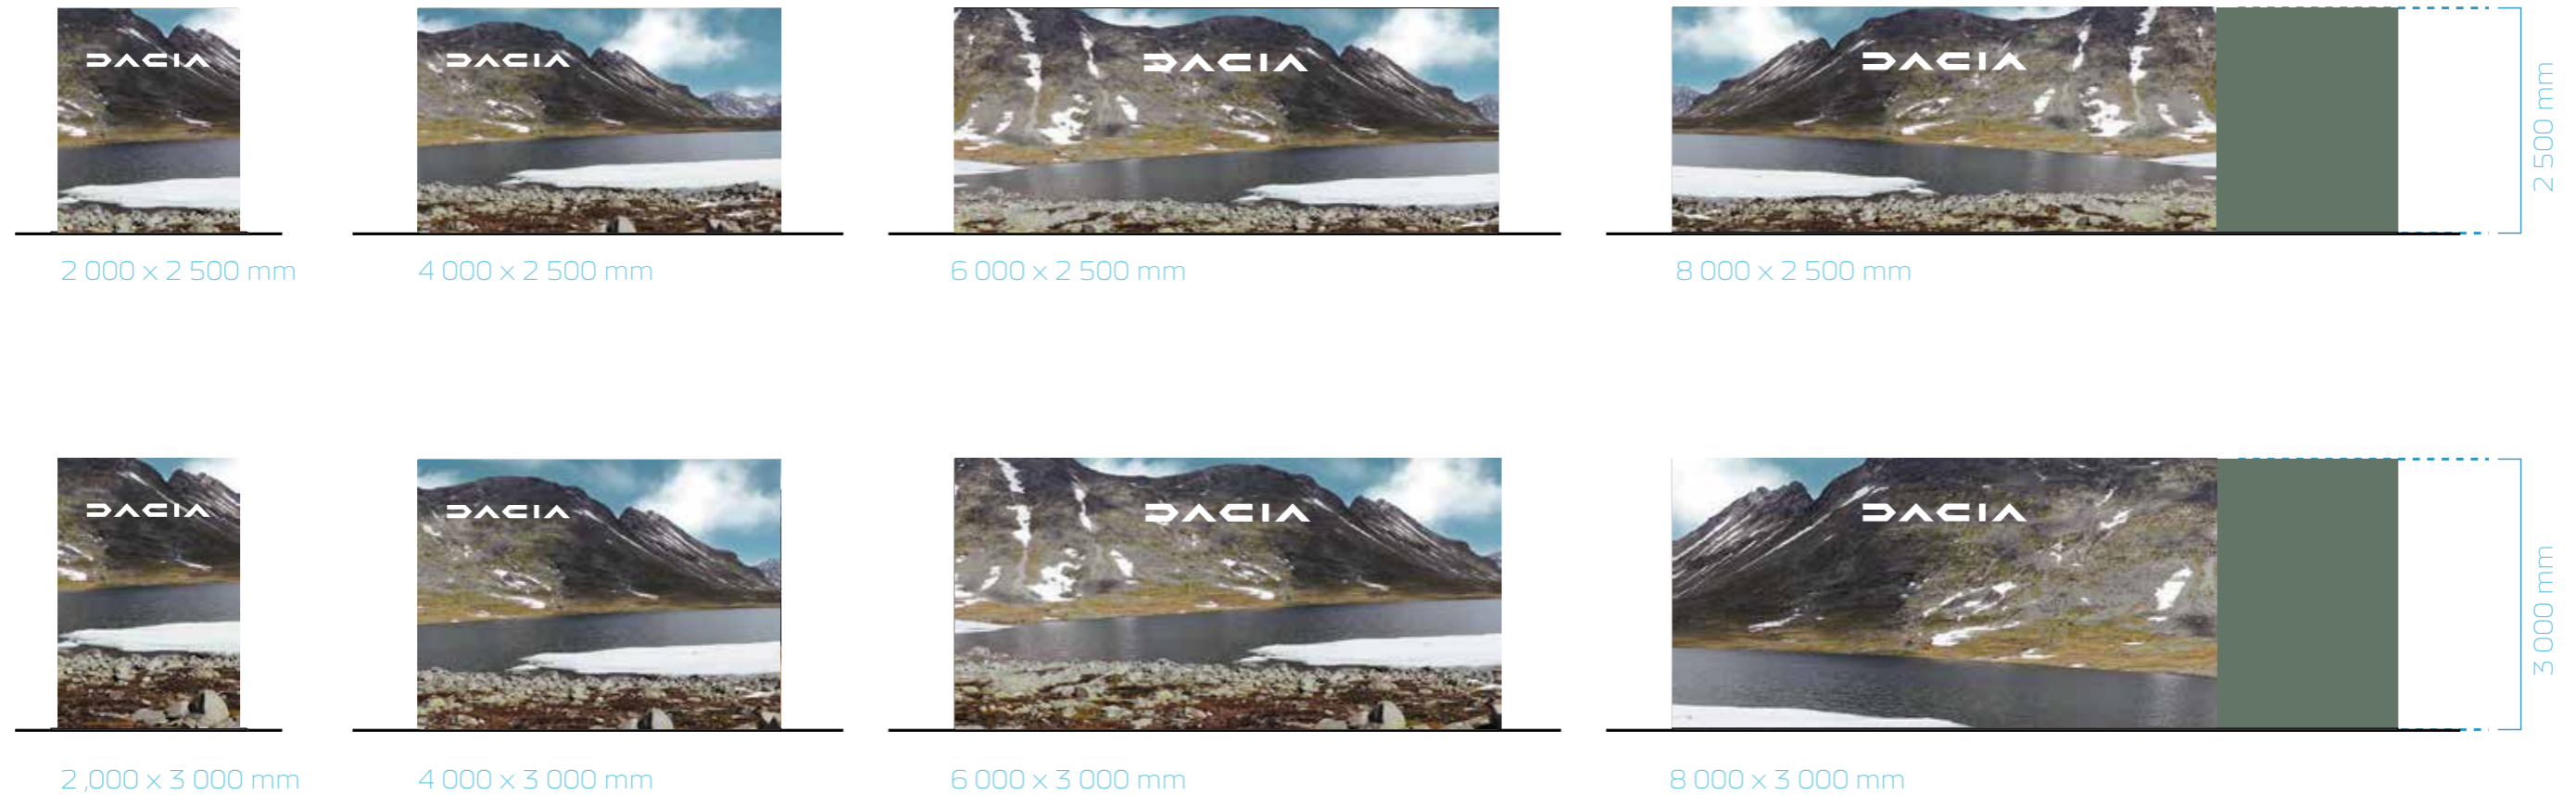 DACIA
DACIA
DACIA
DACIA
2 500 mm
2 000 x 2 500 mm
4 000 x 2 500 mm
6 000 x 2 500 mm
8 000 x 2 500 mm
DACIA
DACIA
DACIA
DACIA
3 000 mm
2 ,000 x 3 000 mm
4 000 x 3 000 mm
6 000 x 3 000 mm
8 000 x 3 000 mm